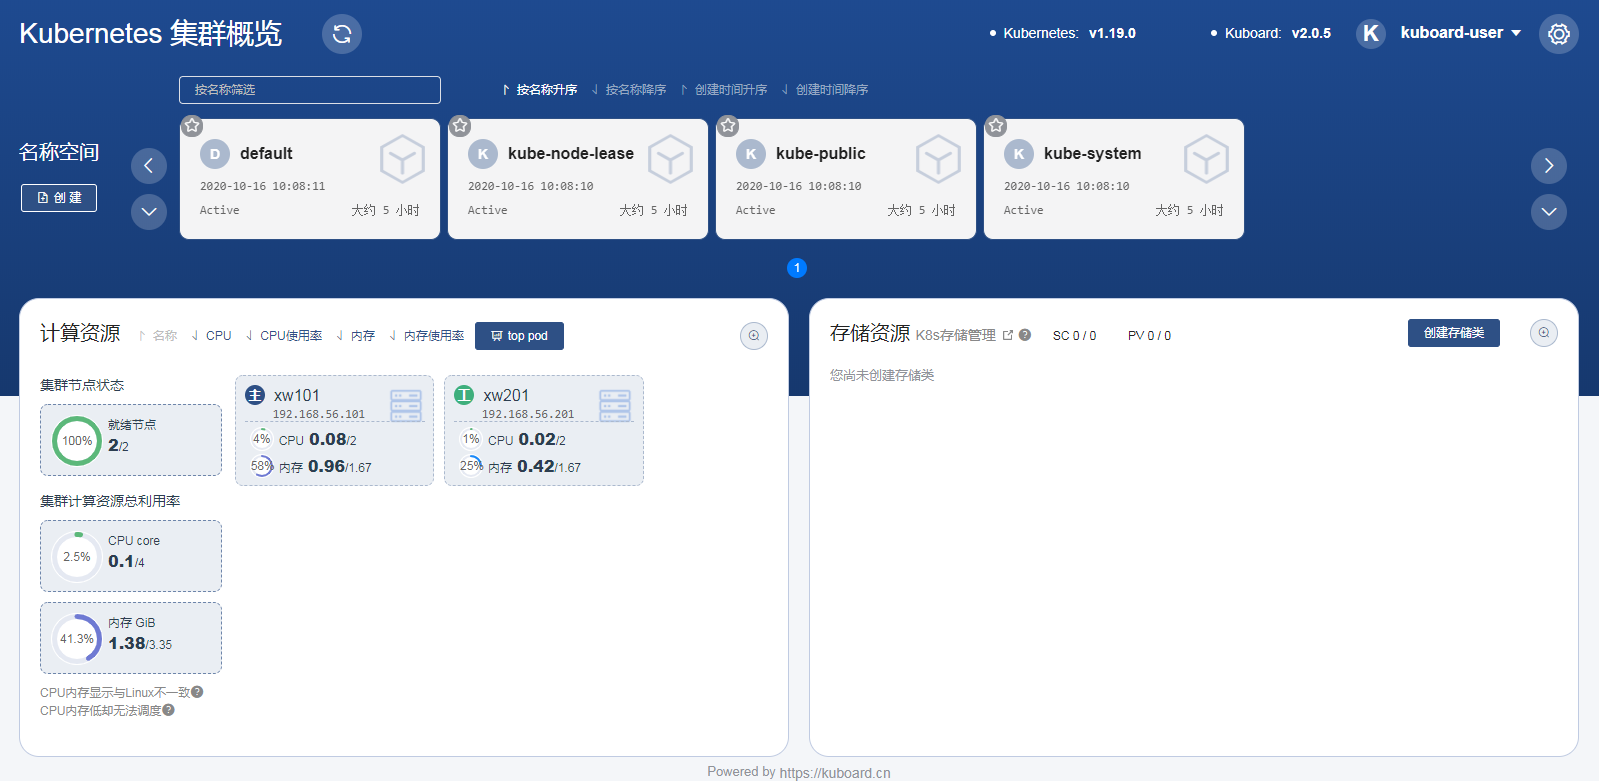 Kubernetes 集群概览
Kubernetes: v1.19.0
Kuboard: v2.0.5
K kuboard-user
按名称筛选
按名称升序 按名称降序 创建时间升序 创建时间降序
名称空间
创 建
D default
2020-10-16 10:08:11
Active 大约 5 小时
K kube-node-lease
2020-10-16 10:08:10
Active 大约 5 小时
K kube-public
2020-10-16 10:08:10
Active 大约 5 小时
K kube-system
2020-10-16 10:08:10
Active 大约 5 小时
1
计算资源 名称 CPU CPU使用率 内存 内存使用率 top pod
集群节点状态
100%
就绪节点
2/2
集群计算资源总利用率
2.5%
CPU core
0.1/4
41.3%
内存 GiB
1.38/3.35
CPU内存显示与Linux不一致?
CPU内存低却无法调度?
主 xw101
192.168.56.101
4% CPU 0.08/2
58% 内存 0.96/1.67
工 xw201
192.168.56.201
1% CPU 0.02/2
25% 内存 0.42/1.67
存储资源 K8s存储管理 ? SC 0 / 0 PV 0 / 0 创建存储类
您尚未创建存储类
Powered by https://kuboard.cn